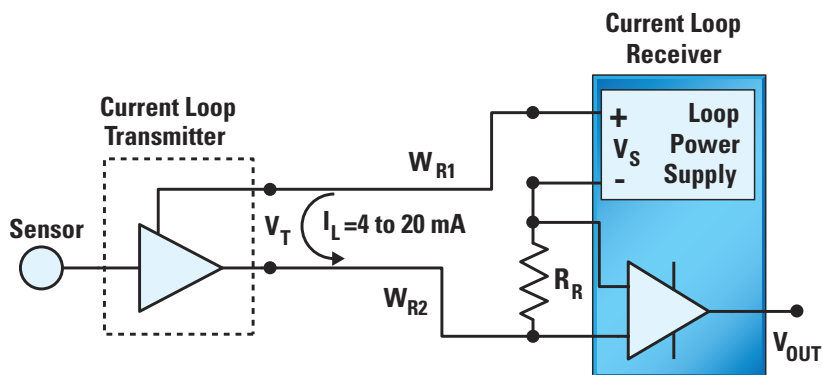 Current Loop
Receiver
Current Loop
Transmitter
+
Loop
V_S
Power
-
Supply
W_R1
Sensor
V_T
I_L =4 to 20 mA
R_R
W_R2
V_OUT